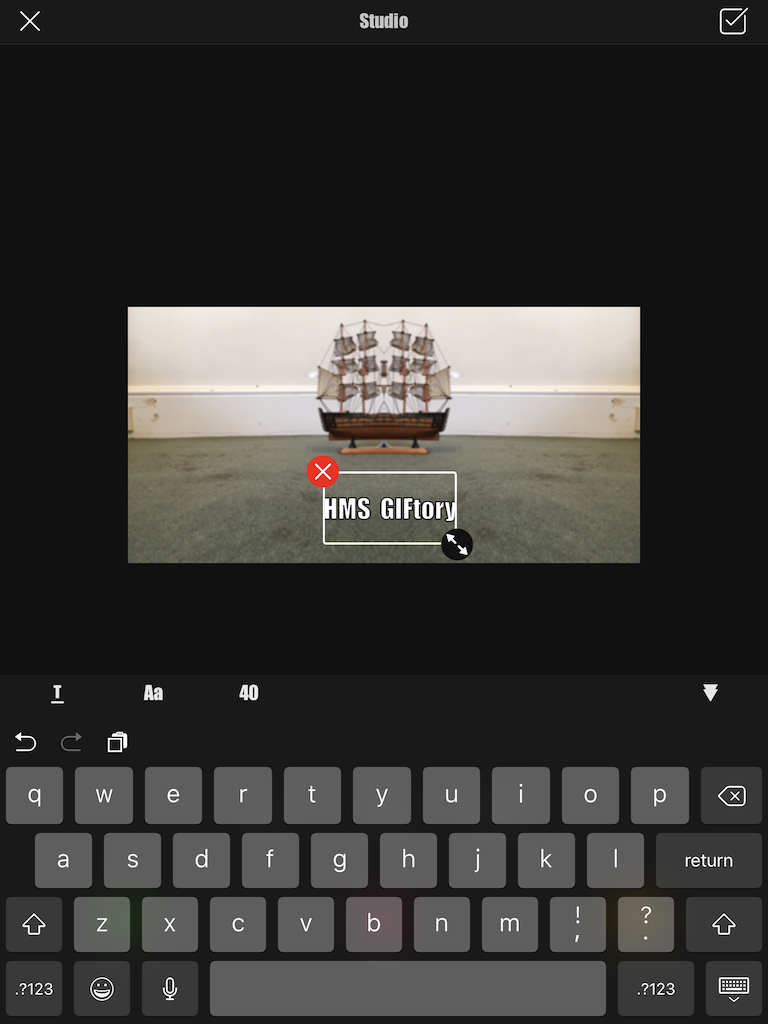 Studio
HMS GIFtory
T Aa 40
q w e r t y u i o p
a s d f g h j k l return
z x c v b n m ! , ? .
.?123 .?123